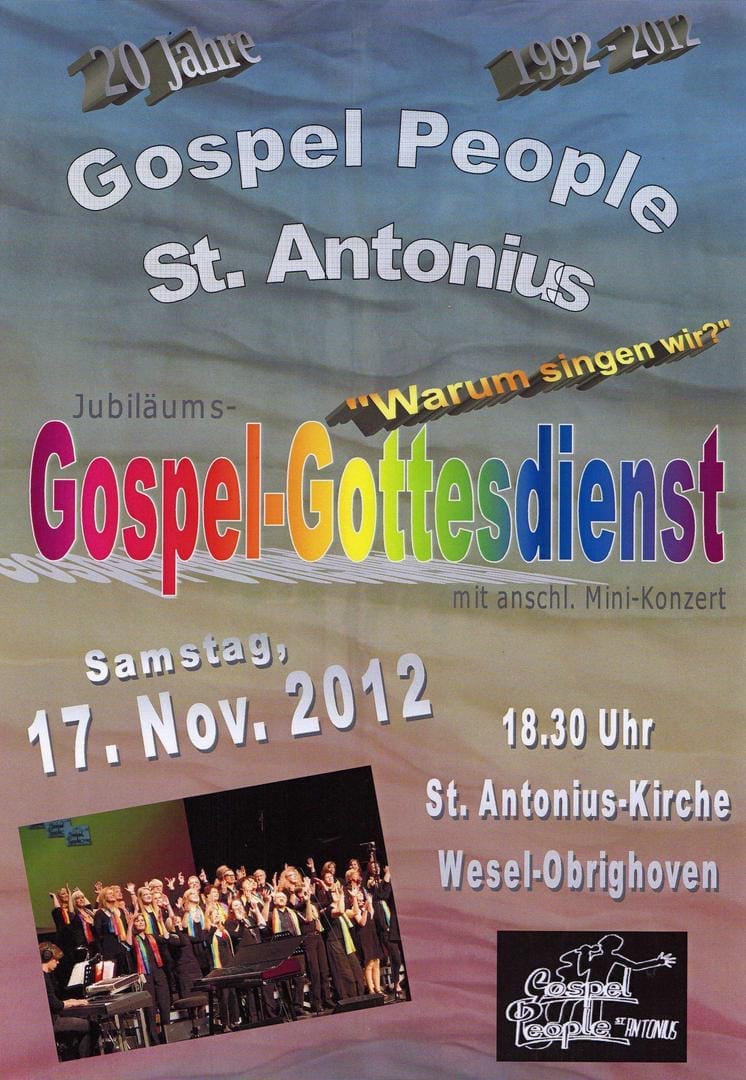 20 Jahre
1992 - 2012
Gospel People
St. Antonius
"Warum singen wir?"
Jubiläums-
Gospel-Gottesdienst
mit anschl. Mini-Konzert
Samstag,
17. Nov. 2012
18.30 Uhr
St. Antonius-Kirche
Wesel-Obrighoven
Gospel
People ST. ANTONIUS